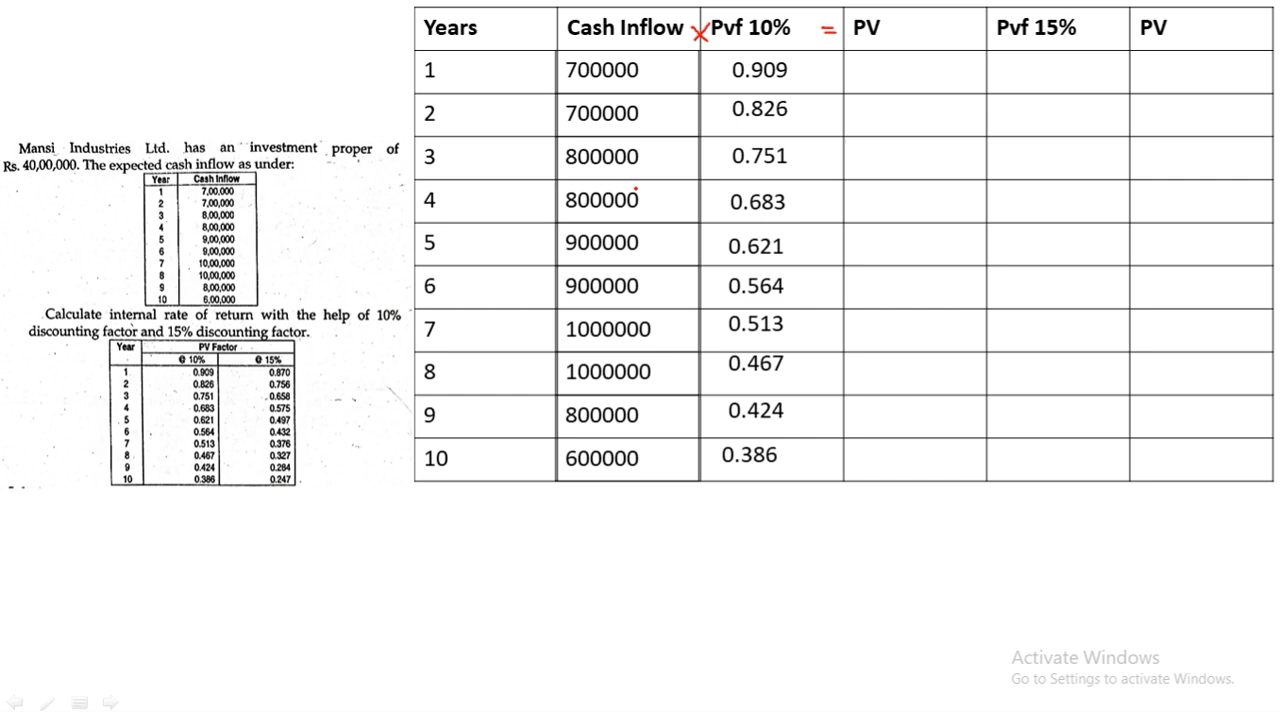 Mansi Industries Ltd. has an investment proper of
Rs. 40,00,000. The expected cash inflow as under:
Year Cash Inflow
1 7,00,000
2 7,00,000
3 8,00,000
4 8,00,000
5 9,00,000
6 9,00,000
7 10,00,000
8 10,00,000
9 8,00,000
10 6,00,000
Calculate internal rate of return with the help of 10%
discounting factor and 15% discounting factor.
Year PV Factor
@ 10% @ 15%
1 0.909 0.870
2 0.826 0.756
3 0.751 0.658
4 0.683 0.575
5 0.621 0.497
6 0.564 0.432
7 0.513 0.376
8 0.467 0.327
9 0.424 0.284
10 0.386 0.247
Years Cash Inflow × Pvf 10% = PV Pvf 15% PV
1 700000 0.909
2 700000 0.826
3 800000 0.751
4 800000 0.683
5 900000 0.621
6 900000 0.564
7 1000000 0.513
8 1000000 0.467
9 800000 0.424
10 600000 0.386
Activate Windows
Go to Settings to activate Windows.